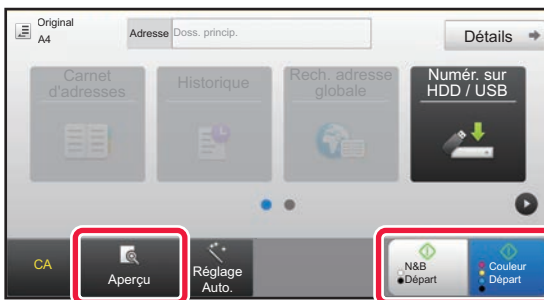 Original
A4
Adresse Doss. princip.
Détails
Carnet
d'adresses
Historique
Rech. adresse
globale
Numér. sur
HDD / USB
CA
Aperçu
Réglage
Auto.
N&B
Départ
Couleur
Départ